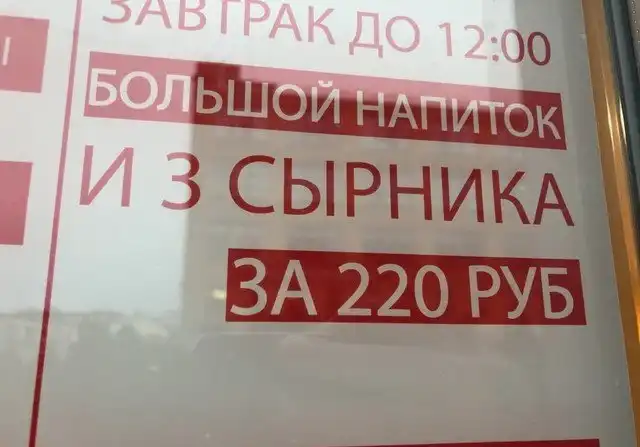 ЗАВТРАК ДО 12:00
БОЛЬШОЙ НАПИТОК
И 3 СЫРНИКА
ЗА 220 РУБ